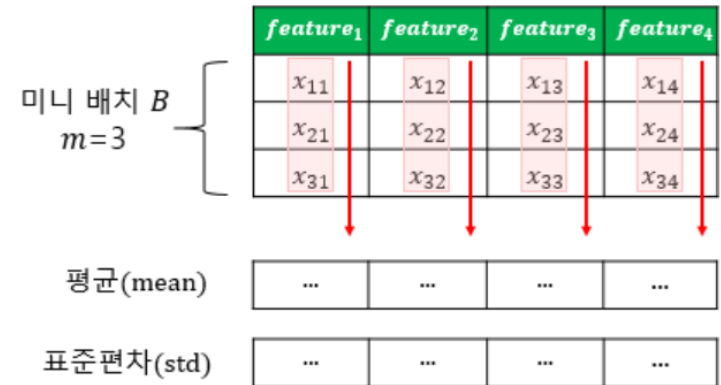 feature₁ feature₂ feature₃ feature₄
미니 배치 B
m=3
x₁₁ x₁₂ x₁₃ x₁₄
x₂₁ x₂₂ x₂₃ x₂₄
x₃₁ x₃₂ x₃₃ x₃₄
평균(mean) ... ... ... ...
표준편차(std) ... ... ... ...